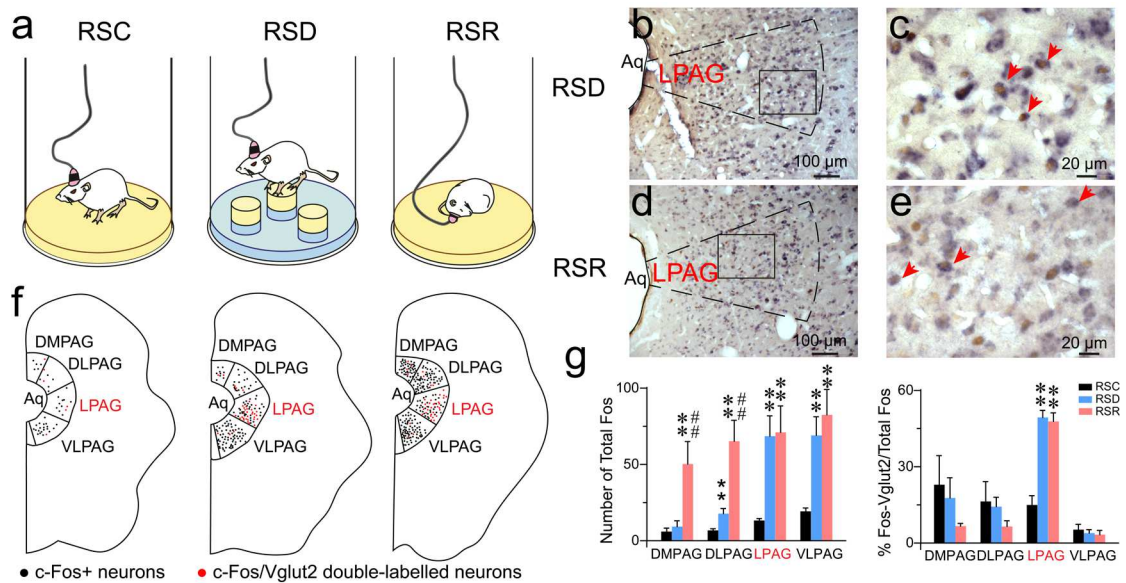 a
RSC
RSD
RSR
RSD
b
Aq
LPAG
100 µm
c
20 µm
RSR
d
Aq
LPAG
100 µm
e
20 µm
f
DMPAG
DLPAG
Aq
LPAG
VLPAG
DMPAG
DLPAG
Aq
LPAG
VLPAG
DMPAG
DLPAG
Aq
LPAG
VLPAG
c-Fos+ neurons
c-Fos/Vglut2 double-labelled neurons
g
Number of Total Fos
100
50
0
**
##
**
**
##
**
**
**
**
DMPAG
DLPAG
LPAG
VLPAG
% Fos-Vglut2/Total Fos
60
30
0
**
**
RSC
RSD
RSR
DMPAG
DLPAG
LPAG
VLPAG